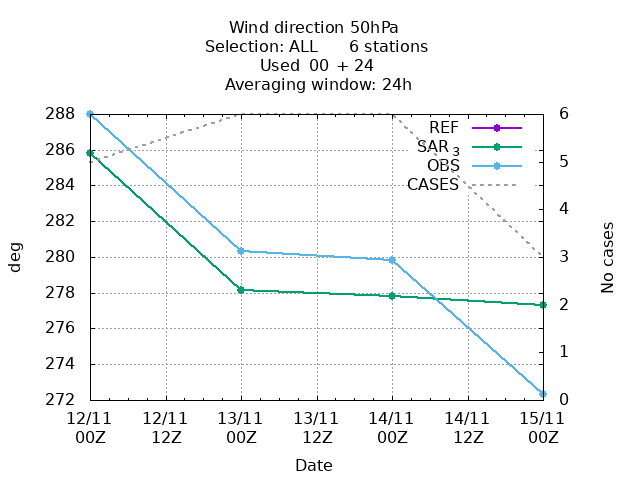 Wind direction 50hPa
Selection: ALL 6 stations
Used 00 + 24
Averaging window: 24h
288
286
284
282
280
278
276
274
272
deg
6
5
4
3
2
1
0
No cases
REF
SAR 3
OBS
CASES
12/11 12/11 13/11 13/11 14/11 14/11 15/11
00Z 12Z 00Z 12Z 00Z 12Z 00Z
Date